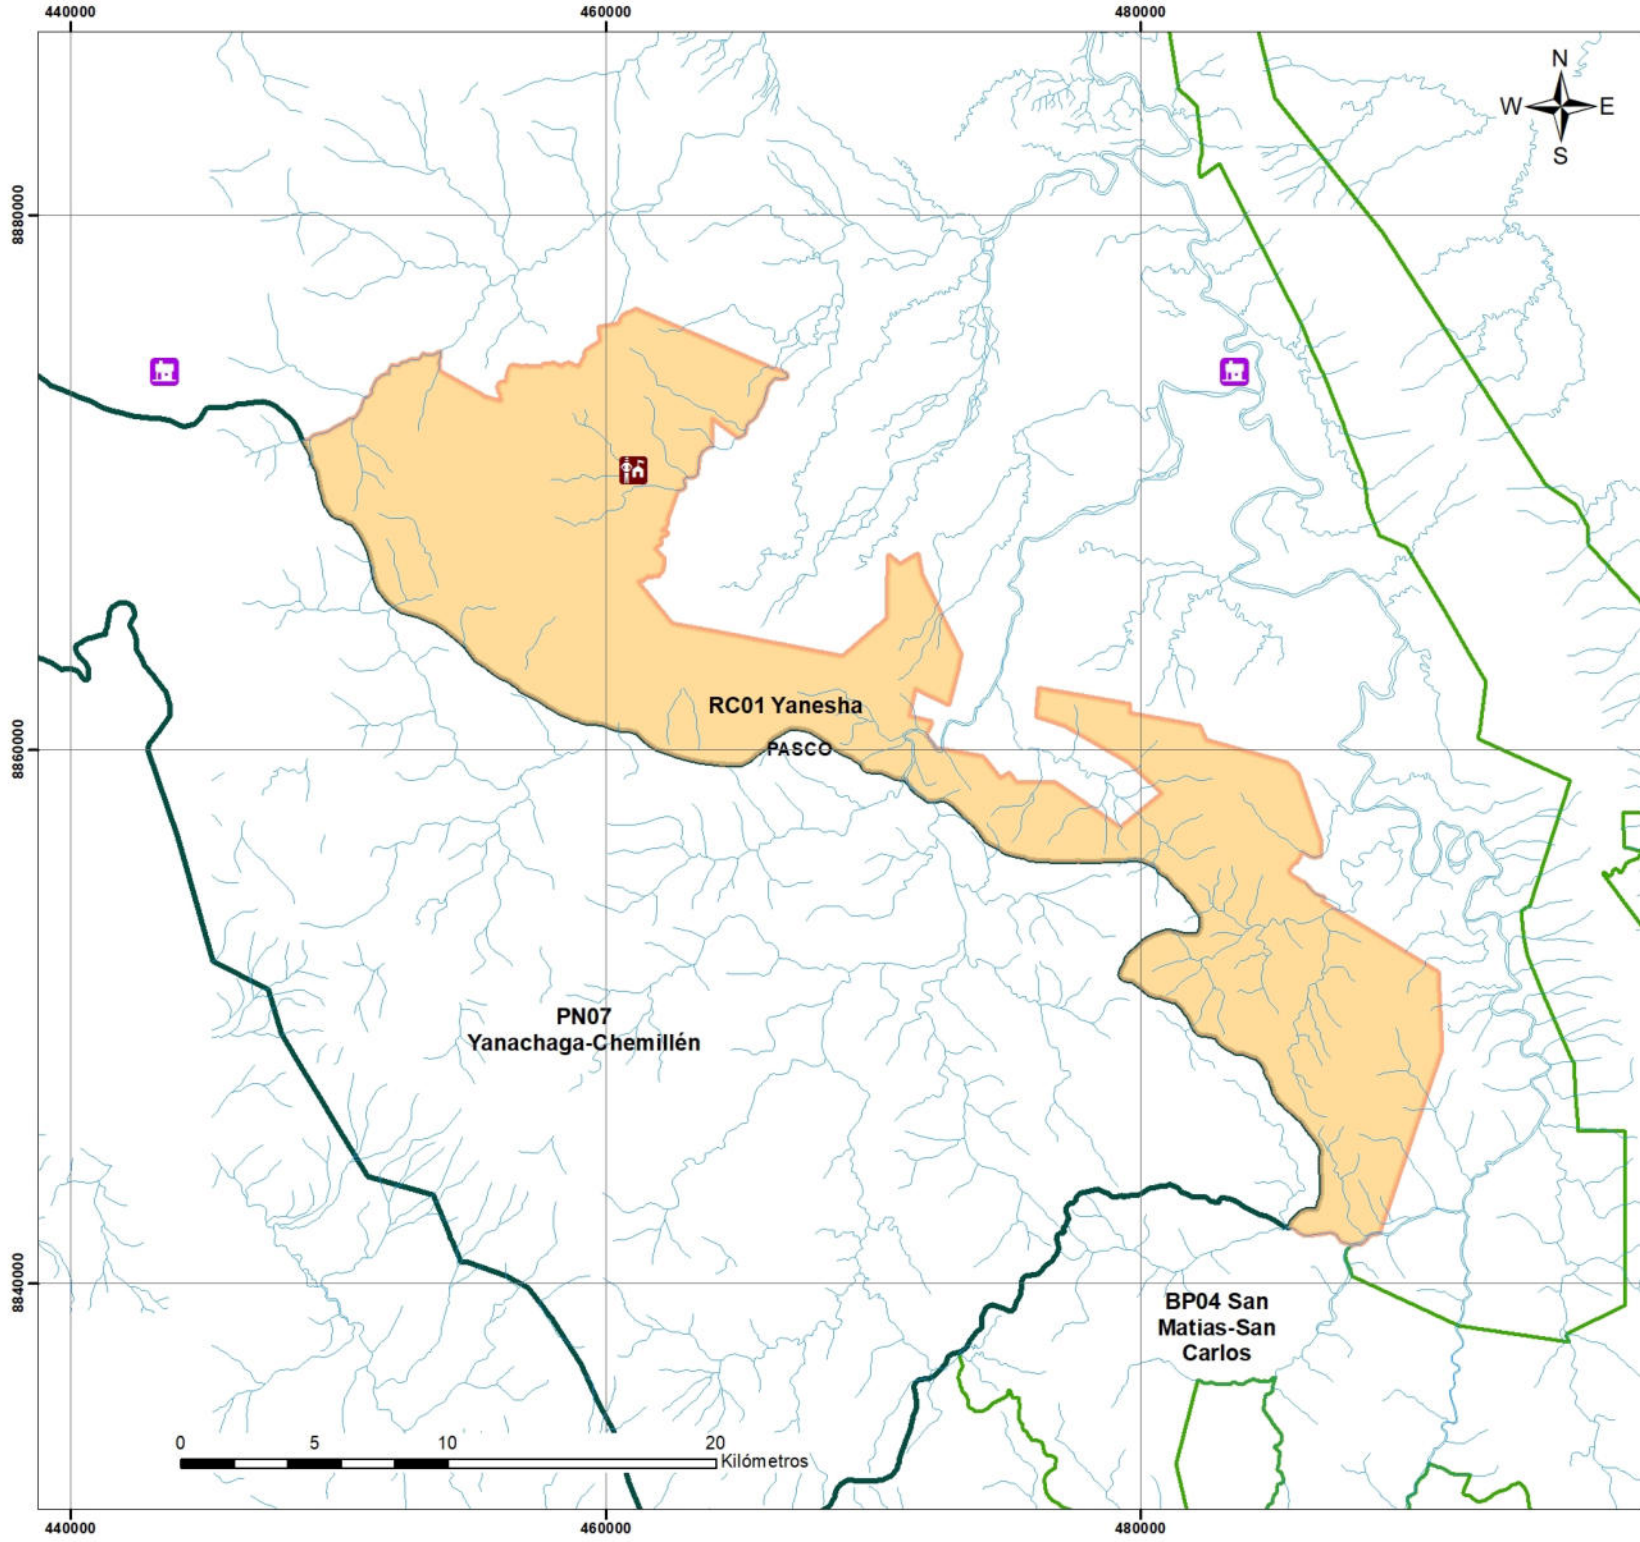 440000 460000 480000
N
W E
S
8880000
RC01 Yanesha
PASCO
8860000
PN07
Yanachaga-Chemillén
8840000
BP04 San
Matias-San
Carlos
0 5 10 20
Kilómetros
440000 460000 480000